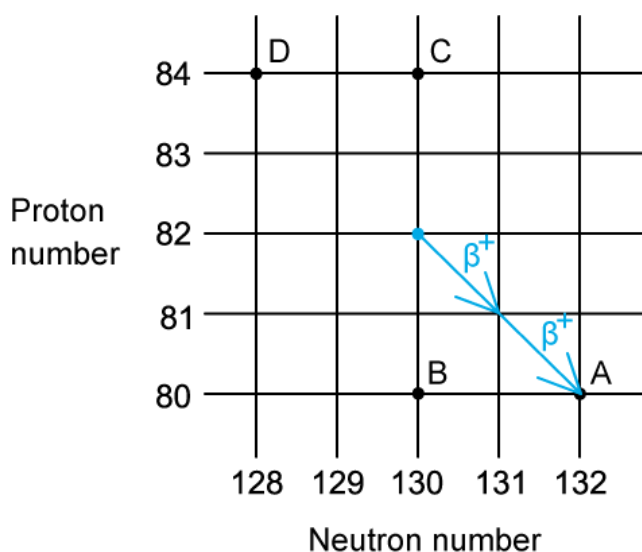 D
C
84
83
Proton
number
82
β+
81
β+
B
A
80
128 129 130 131 132
Neutron number